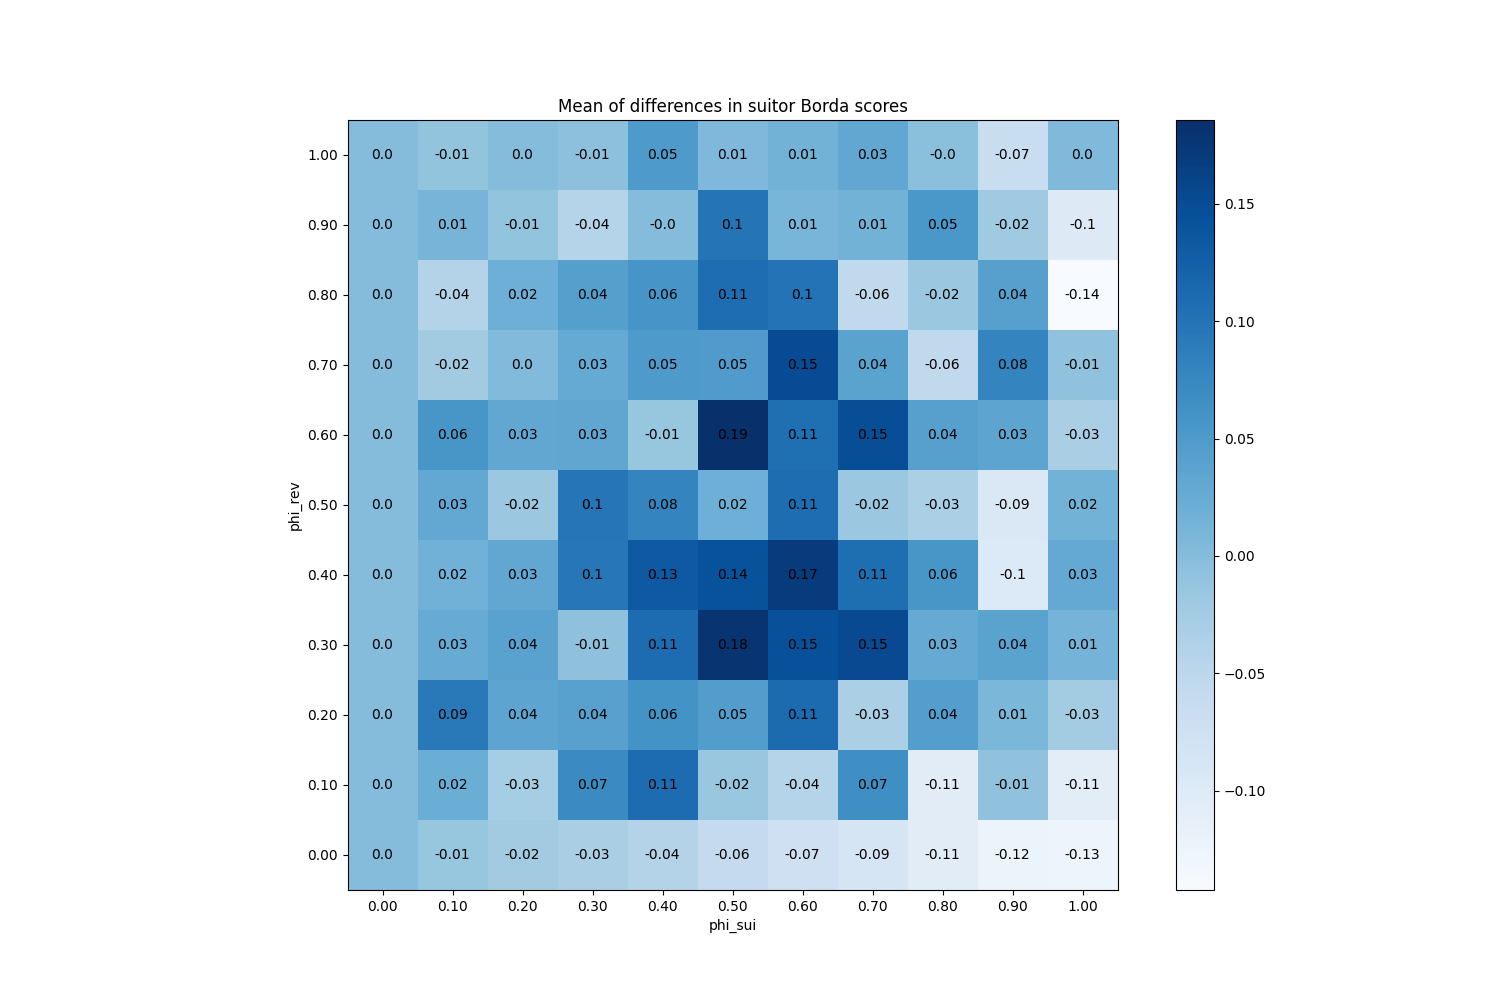 Mean of differences in suitor Borda scores
1.00 0.0 -0.01 0.0 -0.01 0.05 0.01 0.01 0.03 -0.0 -0.07 0.0
0.90 0.0 0.01 -0.01 -0.04 -0.0 0.1 0.01 0.01 0.05 -0.02 -0.1
0.80 0.0 -0.04 0.02 0.04 0.06 0.11 0.1 -0.06 -0.02 0.04 -0.14
0.70 0.0 -0.02 0.0 0.03 0.05 0.05 0.15 0.04 -0.06 0.08 -0.01
0.60 0.0 0.06 0.03 0.03 -0.01 0.19 0.11 0.15 0.04 0.03 -0.03
phi_rev
0.50 0.0 0.03 -0.02 0.1 0.08 0.02 0.11 -0.02 -0.03 -0.09 0.02
0.40 0.0 0.02 0.03 0.1 0.13 0.14 0.17 0.11 0.06 -0.1 0.03
0.30 0.0 0.03 0.04 -0.01 0.11 0.18 0.15 0.15 0.03 0.04 0.01
0.20 0.0 0.09 0.04 0.04 0.06 0.05 0.11 -0.03 0.04 0.01 -0.03
0.10 0.0 0.02 -0.03 0.07 0.11 -0.02 -0.04 0.07 -0.11 -0.01 -0.11
0.00 0.0 -0.01 -0.02 -0.03 -0.04 -0.06 -0.07 -0.09 -0.11 -0.12 -0.13
0.00 0.10 0.20 0.30 0.40 0.50 0.60 0.70 0.80 0.90 1.00
phi_sui
0.15
0.10
0.05
0.00
−0.05
−0.10